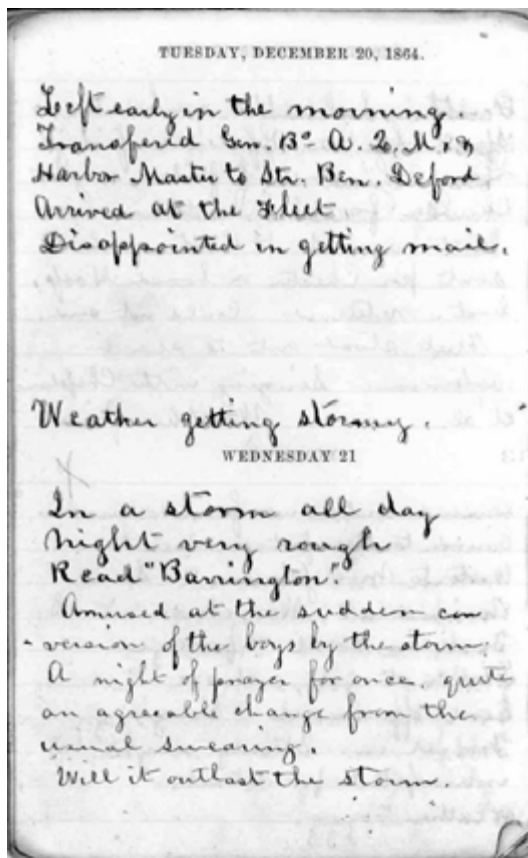 TUESDAY, DECEMBER 20, 1864.
Left early in the morning.
Transfered Gen. B⁰ A. Q. M. &
Harbor Master to Str. Ben. Deford
Arrived at the Fleet
Disappointed in getting mail.
Weather getting stormy.
WEDNESDAY 21
In a storm all day
Night very rough
Read "Barrington".
Amused at the sudden con
version of the boys by the storm.
A night of prayer for once. quite
an agreeable change from the
usual swearing.
Will it outlast the storm.